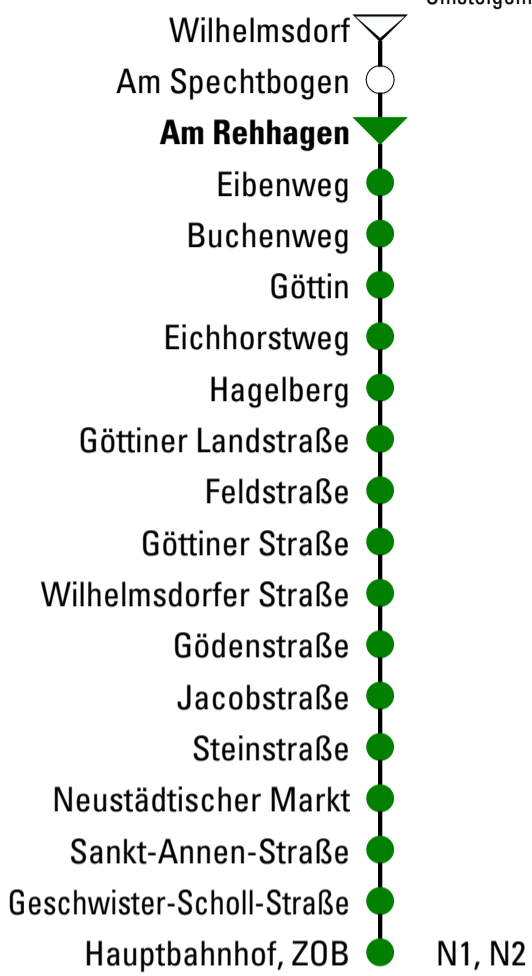 Wilhelmsdorf
Am Spechtbogen
Am Rehhagen
Eibenweg
Buchenweg
Göttin
Eichhorstweg
Hagelberg
Göttiner Landstraße
Feldstraße
Göttiner Straße
Wilhelmsdorfer Straße
Gödenstraße
Jacobstraße
Steinstraße
Neustädtischer Markt
Sankt-Annen-Straße
Geschwister-Scholl-Straße
Hauptbahnhof, ZOB N1, N2